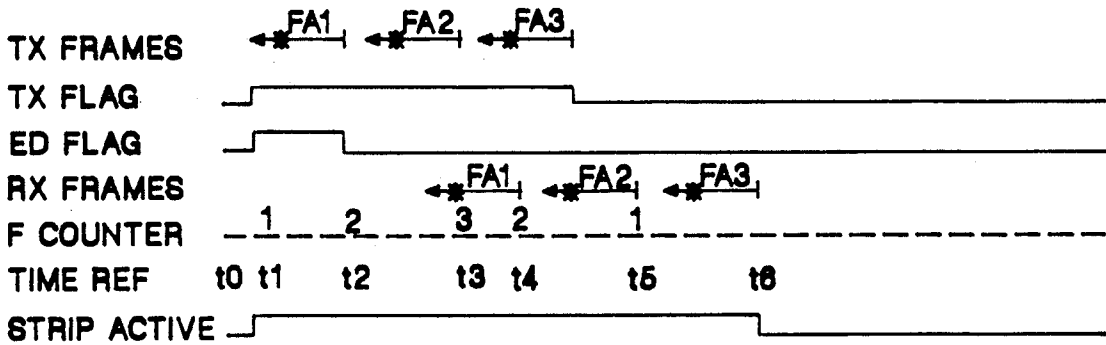 FA1 FA2 FA3
TX FRAMES
TX FLAG
ED FLAG
RX FRAMES FA1 FA2 FA3
F COUNTER 1 2 3 2 1
TIME REF t0 t1 t2 t3 t4 t5 t6
STRIP ACTIVE